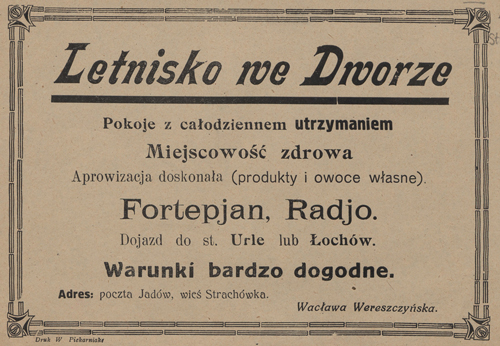 Letnisko we Dworze
Pokoje z całodziennem utrzymaniem
Miejscowość zdrowa
Aprowizacja doskonała (produkty i owoce własne).
Fortepjan, Radjo.
Dojazd do st. Urle lub Łochów.
Warunki bardzo dogodne.
Adres: poczta Jadów, wieś Strachówka.
Wacława Wereszczyńska.
Druk W Piekarniaka